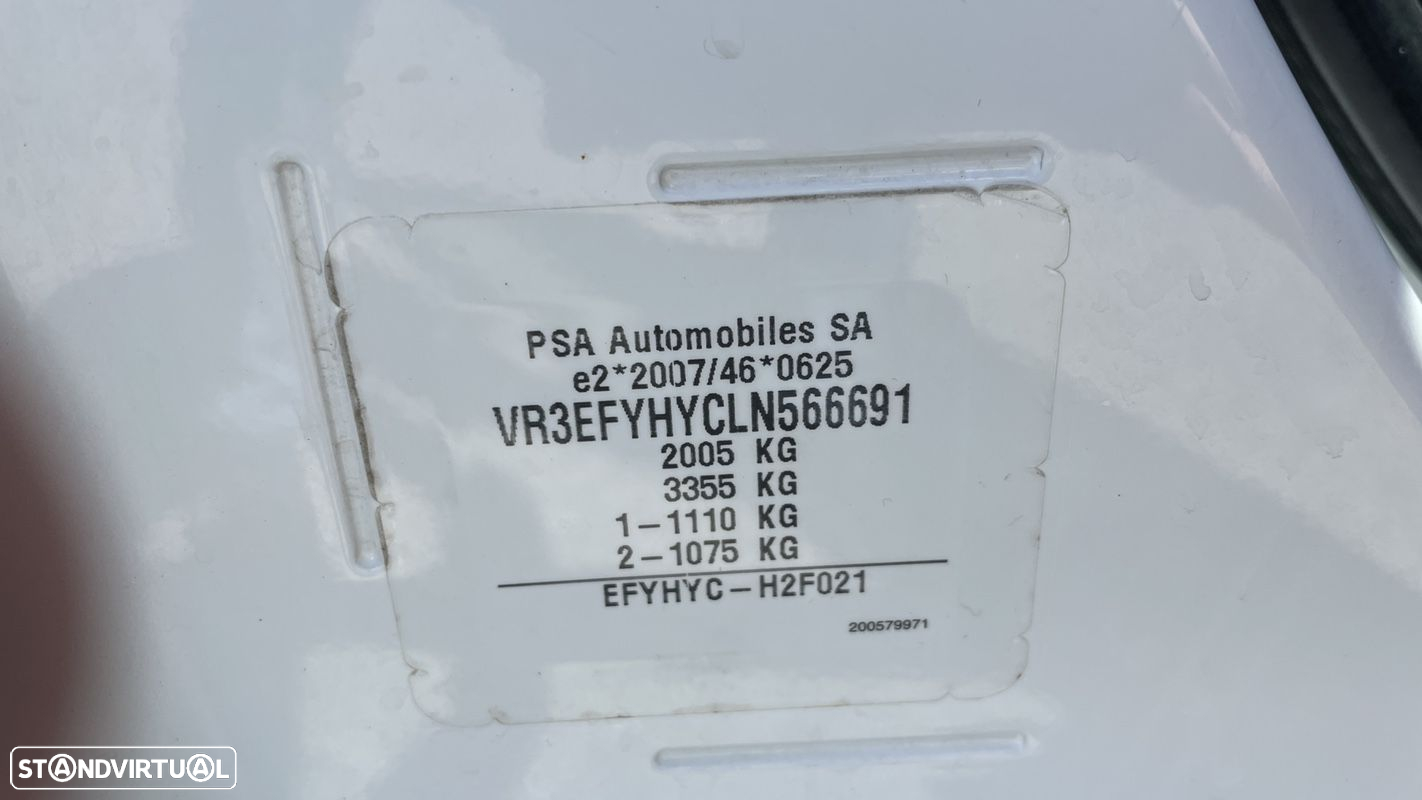 PSA Automobiles SA
e2*2007/46*0625
VR3EFYHYCLN566691
2005 KG
3355 KG
1-1110 KG
2-1075 KG
EFYHYC-H2F021
200579971
STANDVIRTUAL